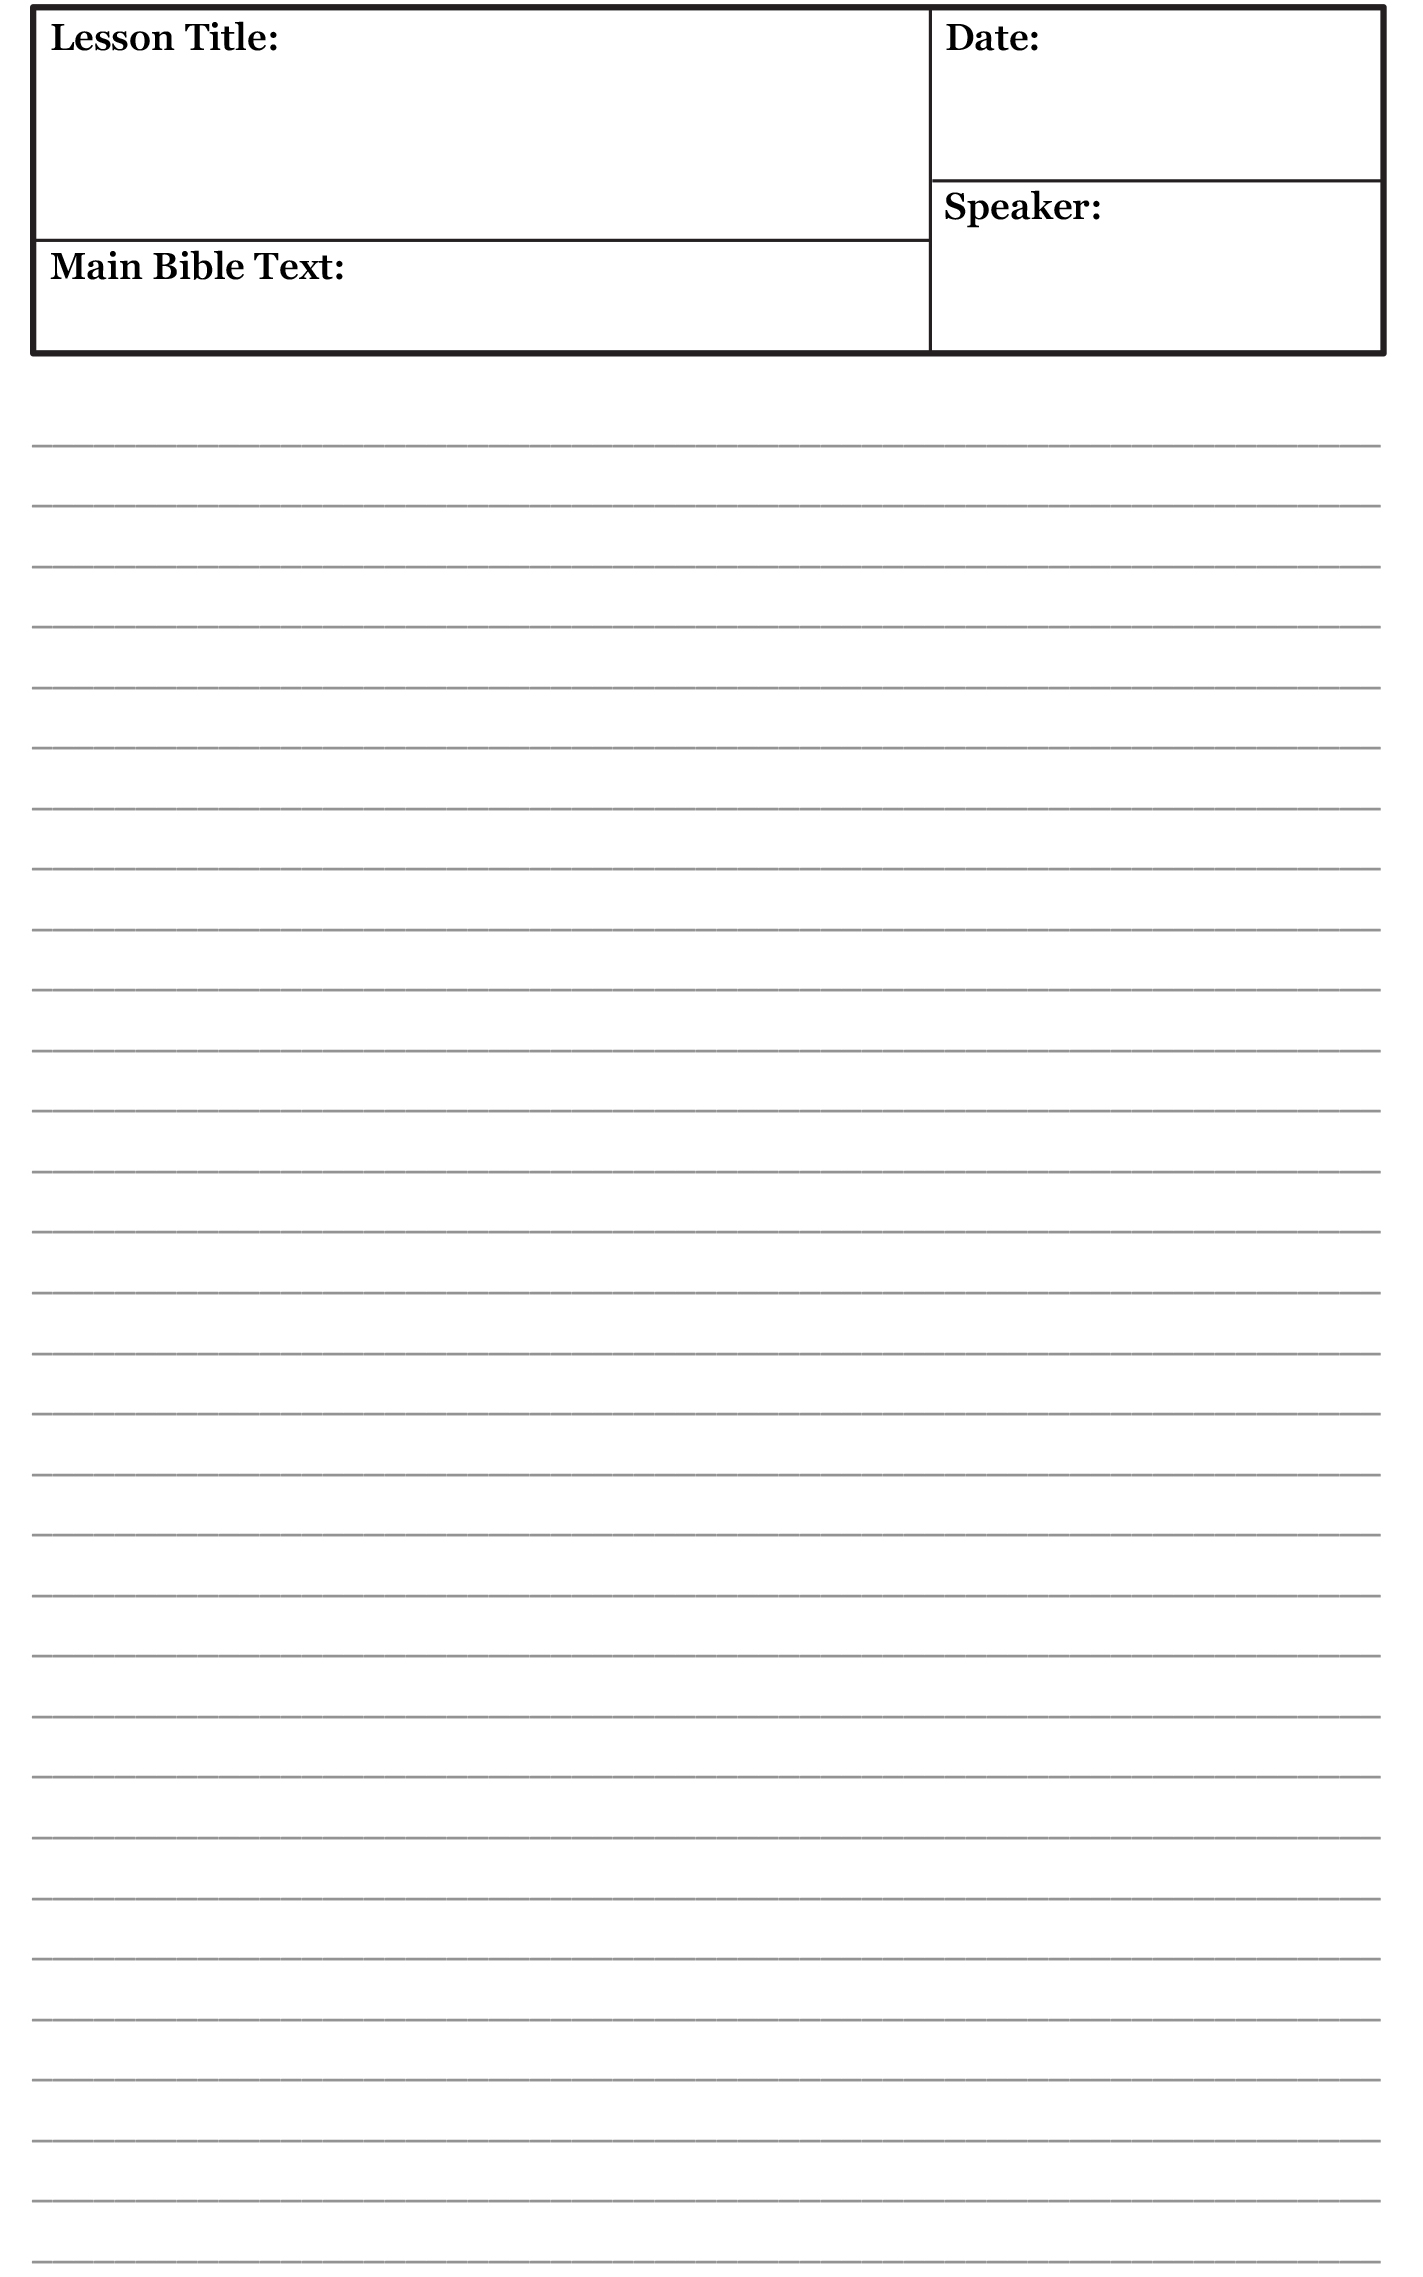 Lesson Title:
Date:
Speaker:
Main Bible Text: